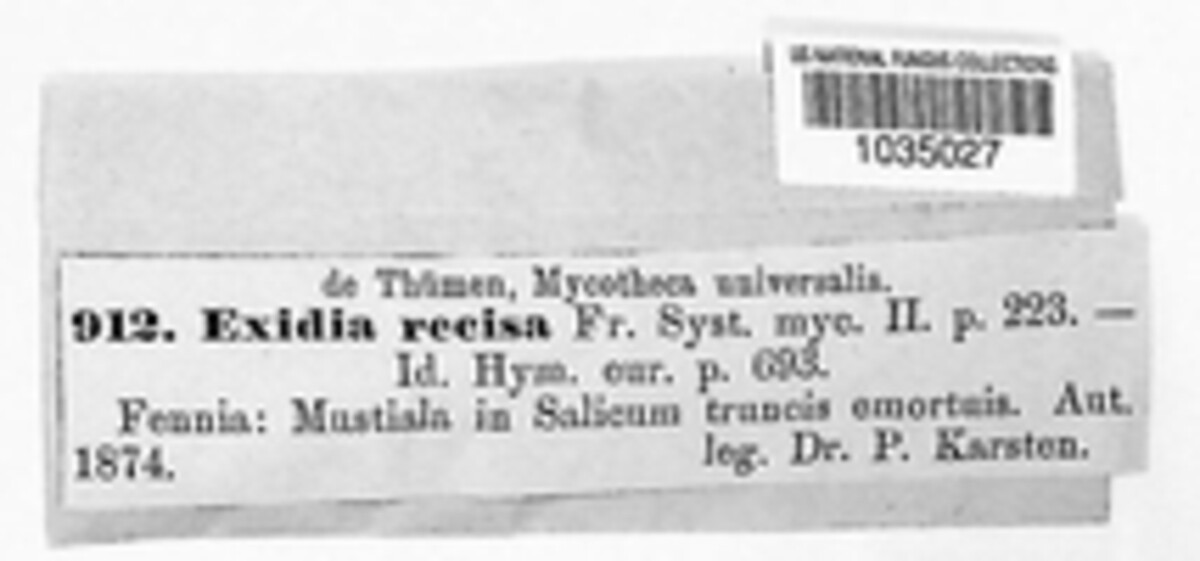 US NATIONAL FUNGUS COLLECTIONS
1035027
de Thümen, Mycotheca universalis.
912. Exidia recisa Fr. Syst. myc. II. p. 223. —
Id. Hym. eur. p. 693.
Fennia: Mustiala in Salicum truncis emortuis. Aut.
1874. leg. Dr. P. Karsten.